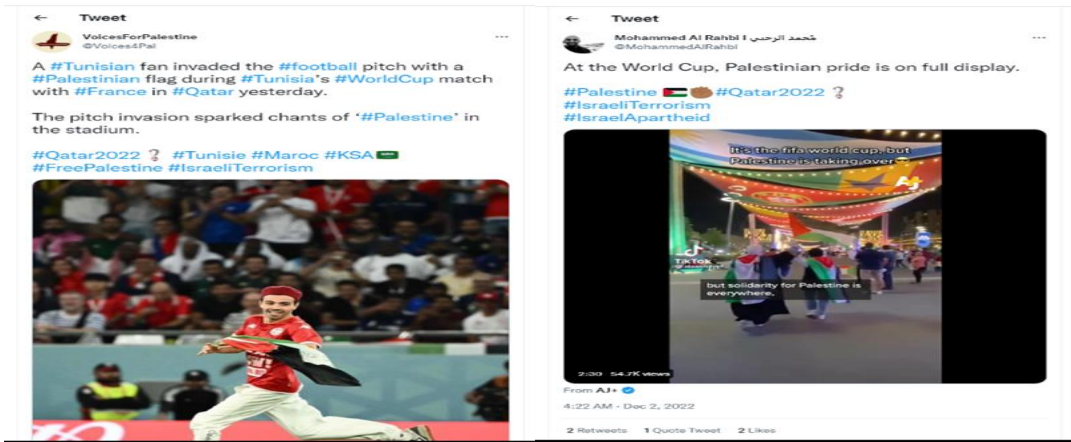 Tweet
VoicesForPalestine
@Voices4Pal
A #Tunisian fan invaded the #football pitch with a
#Palestinian flag during #Tunisia's #WorldCup match
with #France in #Qatar yesterday.
The pitch invasion sparked chants of '#Palestine' in
the stadium.
#Qatar2022 #Tunisie #Maroc #KSA
#FreePalestine #IsraeliTerrorism
Tweet
Mohammed Al Rahbi I مُحمد الرحبي
@MohammedAlRahbi
At the World Cup, Palestinian pride is on full display.
#Palestine #Qatar2022
#IsraeliTerrorism
#IsraelApartheid
It's the fifa world cup, but
Palestine is taking over
TikTok
but solidarity for Palestine is
everywhere.
2:30 54.7K views
From AJ+
4:22 AM - Dec 2, 2022
2 Retweets 1 Quote Tweet 2 Likes